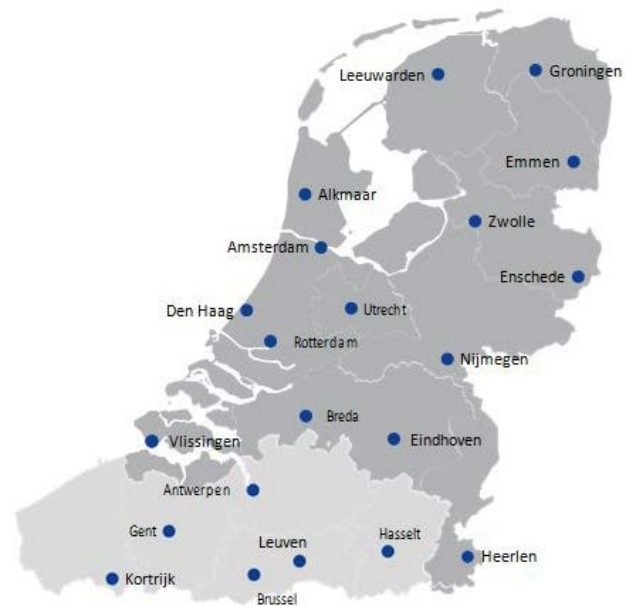 Leeuwarden
Groningen
Emmen
Alkmaar
Zwolle
Amsterdam
Enschede
Den Haag
Utrecht
Rotterdam
Nijmegen
Breda
Vlissingen
Eindhoven
Antwerpen
Gent
Hasselt
Leuven
Heerlen
Kortrijk
Brussel